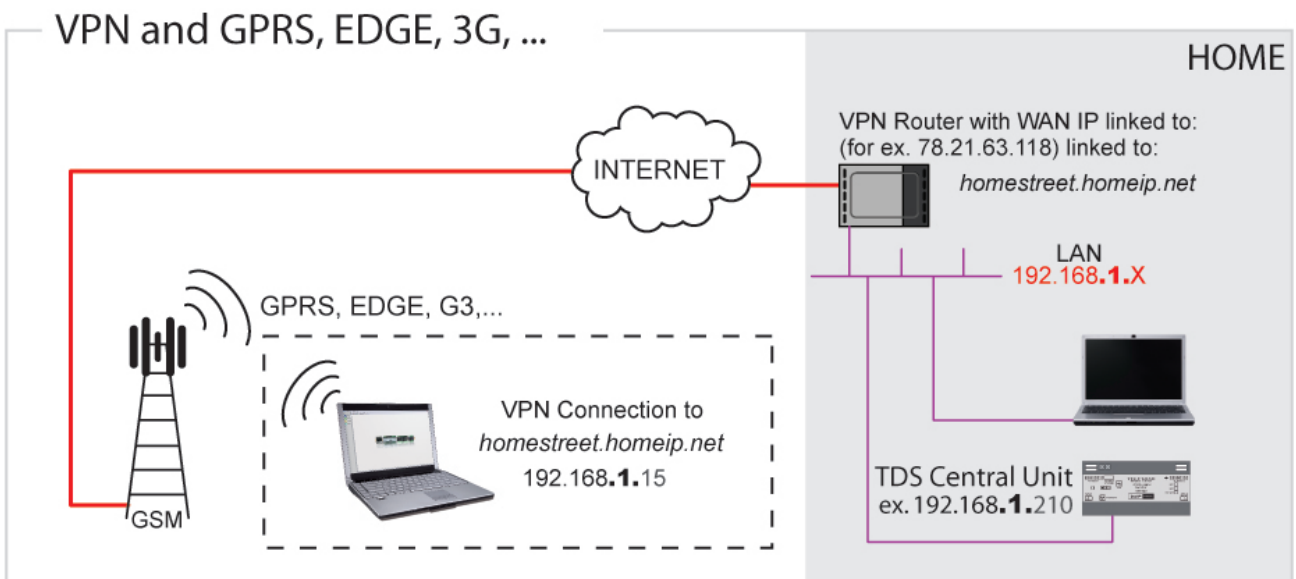 VPN and GPRS, EDGE, 3G, ...
HOME
VPN Router with WAN IP linked to:
(for ex. 78.21.63.118) linked to:
homestreet.homeip.net
INTERNET
LAN
192.168.1.X
GPRS, EDGE, G3,...
VPN Connection to
homestreet.homeip.net
192.168.1.15
GSM
TDS Central Unit
ex. 192.168.1.210